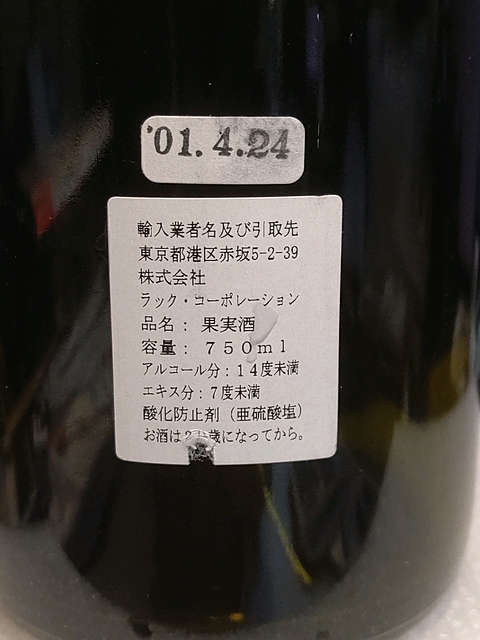 '01.4.24
輸入業者名及び引取先
東京都港区赤坂5-2-39
株式会社
ラック・コーポレーション
品名：果実酒
容量：７５０ｍｌ
アルコール分：１４度未満
エキス分：７度未満
酸化防止剤（亜硫酸塩）
お酒は 歳になってから。